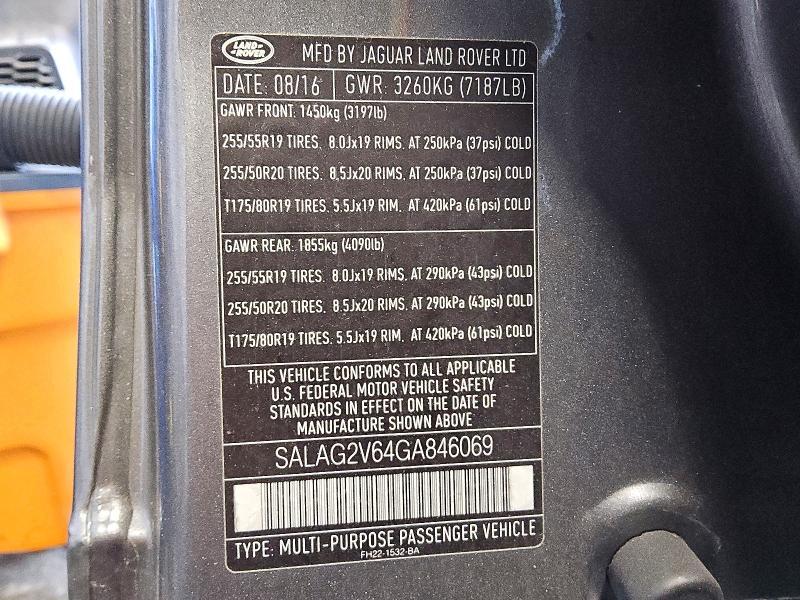 LAND-
-ROVER
MFD BY JAGUAR LAND ROVER LTD
DATE: 08/16 GWR: 3260KG (7187LB)
GAWR FRONT: 1450kg (3197lb)
255/55R19 TIRES. 8.0Jx19 RIMS. AT 250kPa (37psi) COLD
255/50R20 TIRES. 8.5Jx20 RIMS. AT 250kPa (37psi) COLD
T175/80R19 TIRES. 5.5Jx19 RIM. AT 420kPa (61psi) COLD
GAWR REAR: 1855kg (4090lb)
255/55R19 TIRES. 8.0Jx19 RIMS. AT 290kPa (43psi) COLD
255/50R20 TIRES. 8.5Jx20 RIMS. AT 290kPa (43psi) COLD
T175/80R19 TIRES. 5.5Jx19 RIM. AT 420kPa (61psi) COLD
THIS VEHICLE CONFORMS TO ALL APPLICABLE
U.S. FEDERAL MOTOR VEHICLE SAFETY
STANDARDS IN EFFECT ON THE DATE OF
MANUFACTURE SHOWN ABOVE
SALAG2V64GA846069
TYPE: MULTI-PURPOSE PASSENGER VEHICLE
FH22-1532-BA